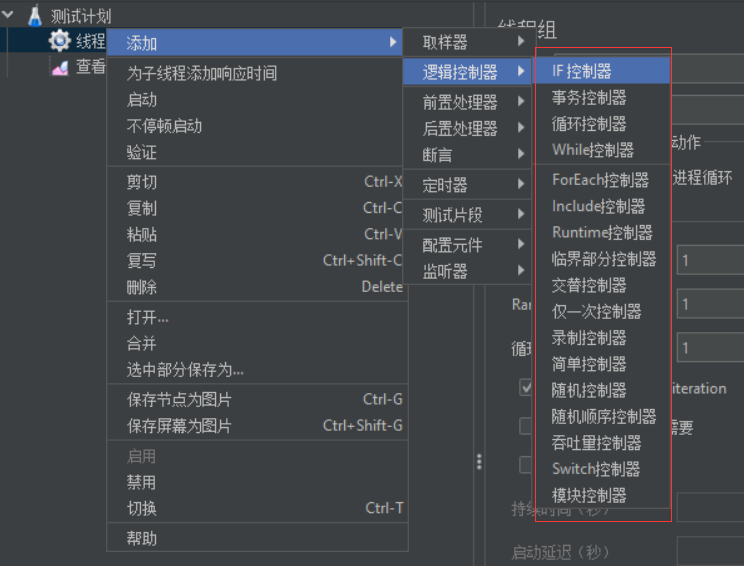 测试计划
线程
查看
添加
为子线程添加响应时间
启动
不停顿启动
验证
剪切 Ctrl-X
复制 Ctrl-C
粘贴 Ctrl-V
复写 Ctrl+Shift-C
删除 Delete
打开...
合并
选中部分保存为...
保存节点为图片 Ctrl-G
保存屏幕为图片 Ctrl+Shift-G
启用
禁用
切换 Ctrl-T
帮助
取样器
逻辑控制器
前置处理器
后置处理器
断言
定时器
测试片段
配置元件
监听器
IF 控制器
事务控制器
循环控制器
While控制器
ForEach控制器
Include控制器
Runtime控制器
临界部分控制器
交替控制器
仅一次控制器
录制控制器
简单控制器
随机控制器
随机顺序控制器
吞吐量控制器
Switch控制器
模块控制器
线程组
动作
进程循环
1
Rar
1
循环
1
iteration
需要
持续时间（秒）
启动延迟（秒）